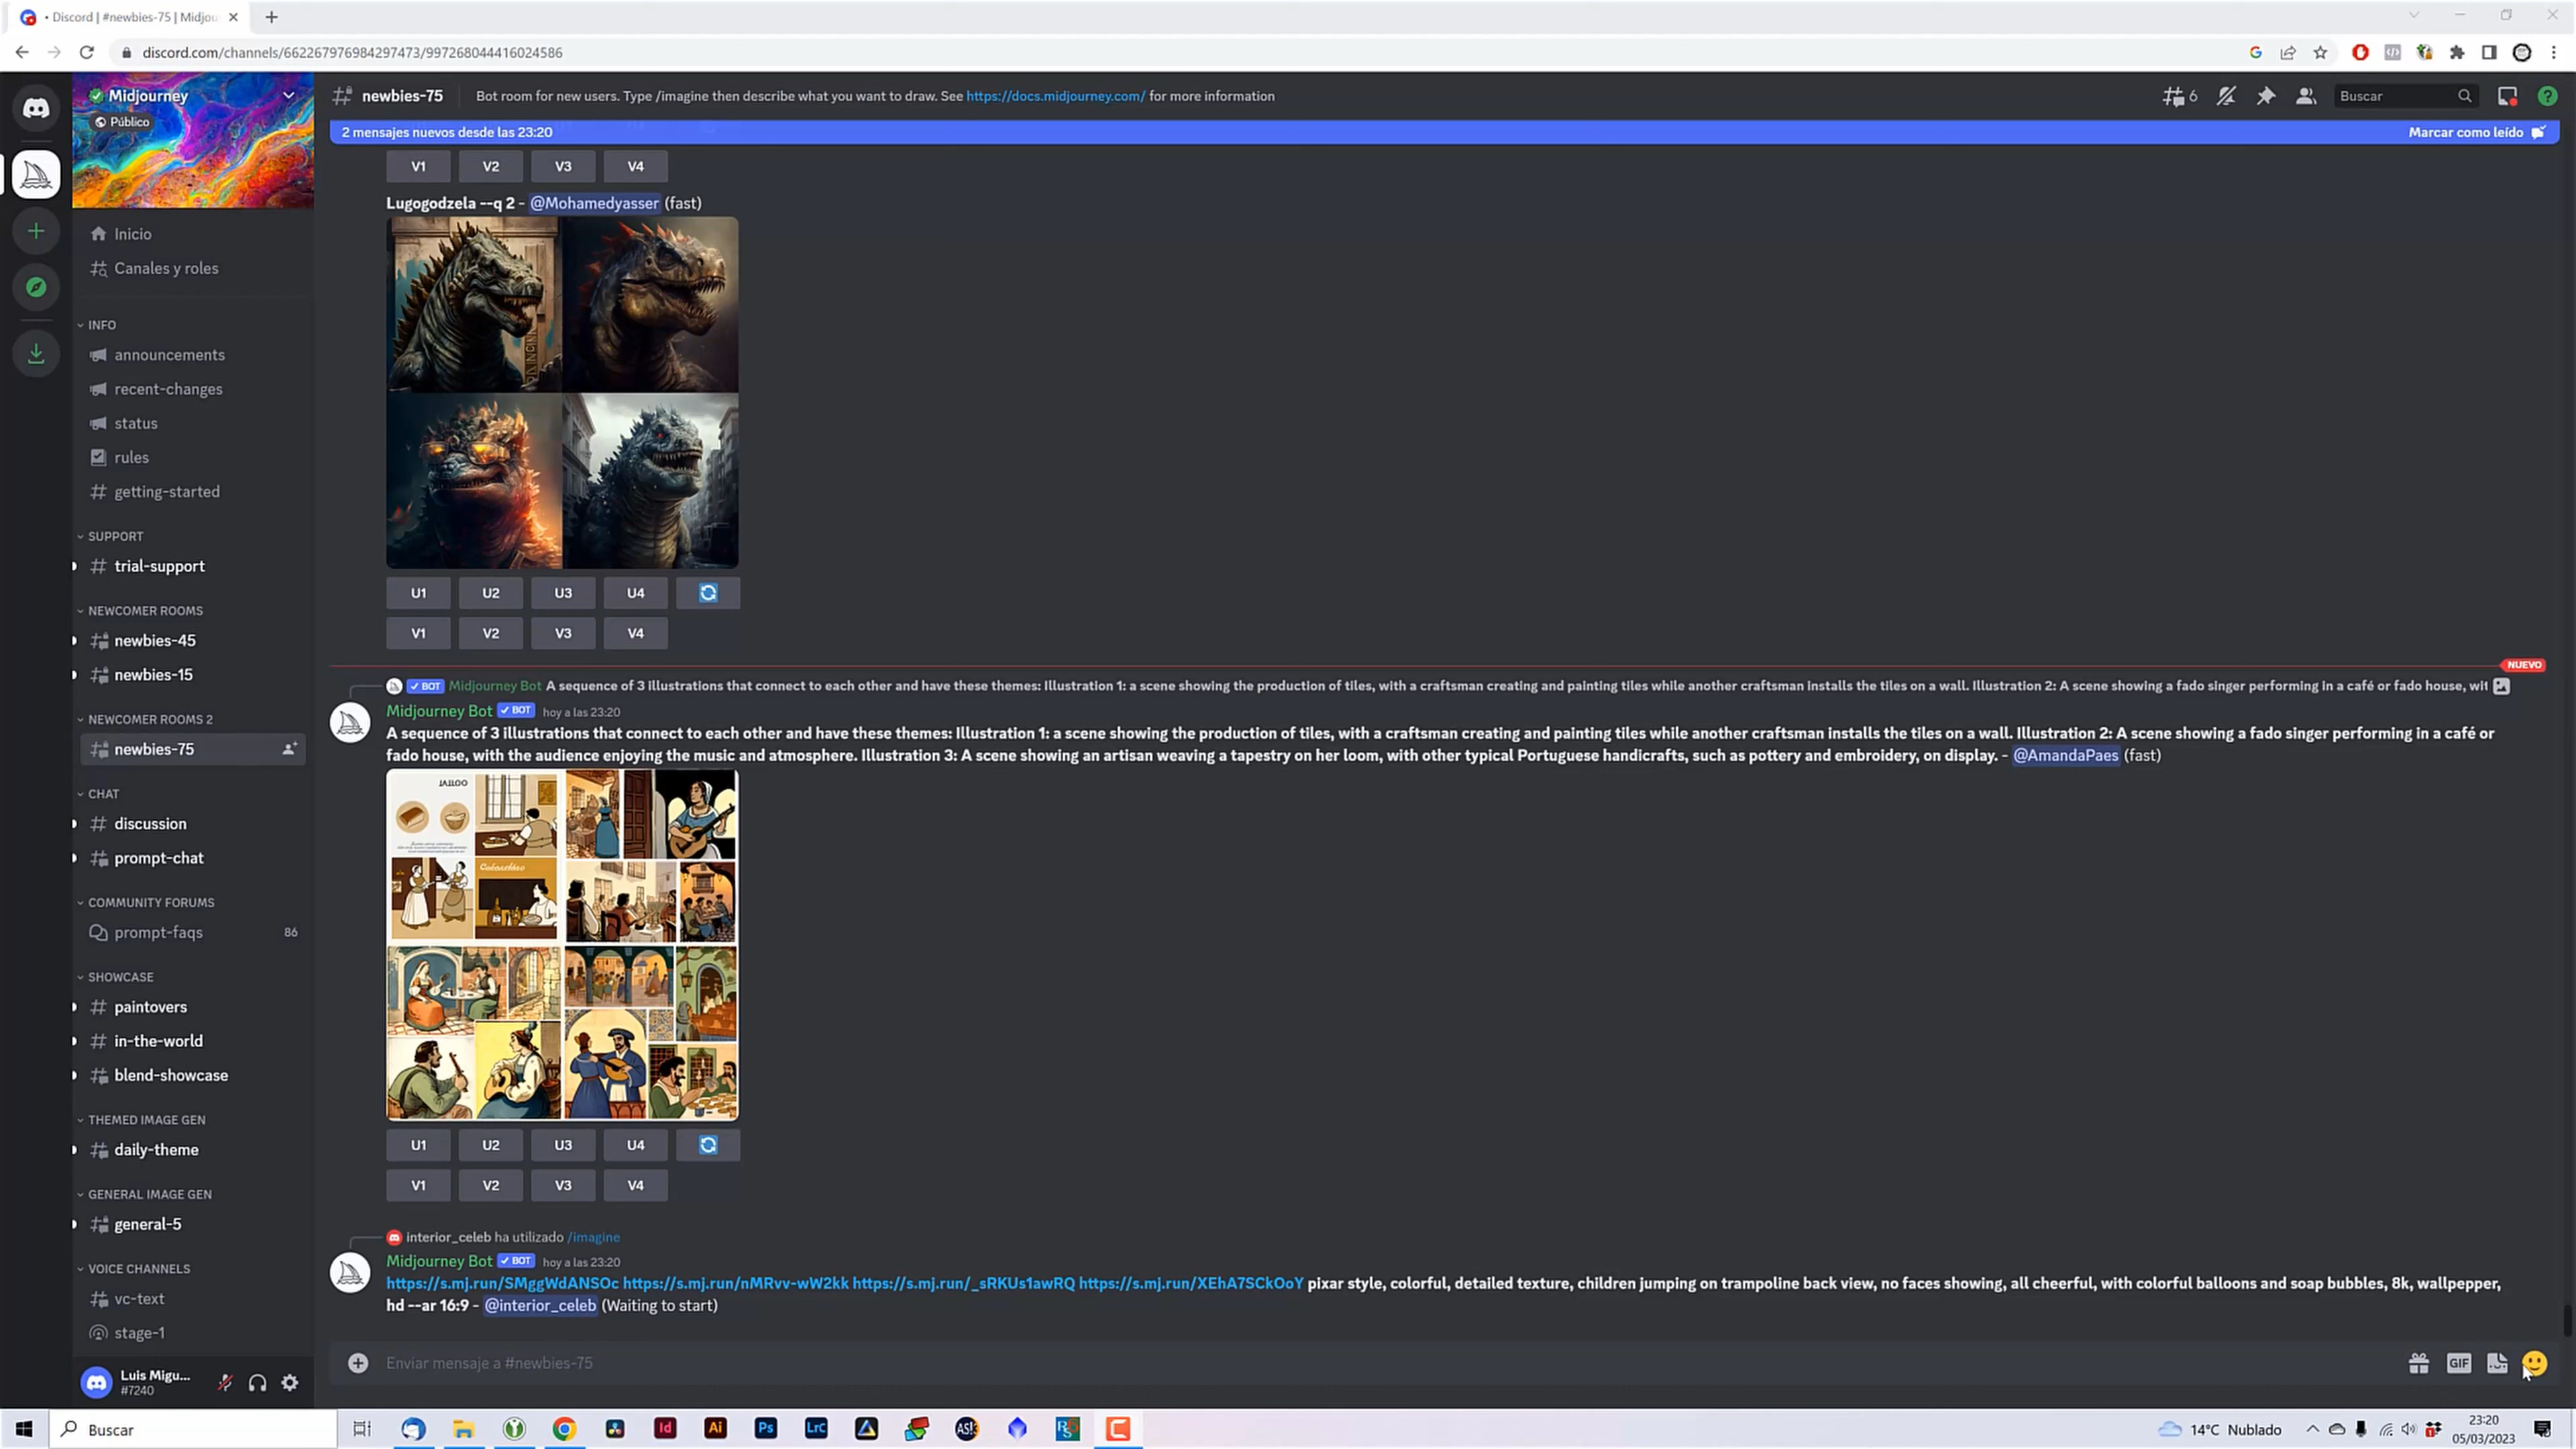 • Discord | #newbies-75 | Midjou
discord.com/channels/662267976984297473/997268044416024586
Midjourney
Público
newbies-75
Bot room for new users. Type /imagine then describe what you want to draw. See https://docs.midjourney.com/ for more information
6
Buscar
2 mensajes nuevos desde las 23:20
Marcar como leído
Inicio
Canales y roles
INFO
announcements
recent-changes
status
rules
getting-started
SUPPORT
trial-support
NEWCOMER ROOMS
newbies-45
newbies-15
NEWCOMER ROOMS 2
newbies-75
CHAT
discussion
prompt-chat
COMMUNITY FORUMS
prompt-faqs 86
SHOWCASE
paintovers
in-the-world
blend-showcase
THEMED IMAGE GEN
daily-theme
GENERAL IMAGE GEN
general-5
VOICE CHANNELS
vc-text
stage-1
Luis Migu...
#7240
V1 V2 V3 V4
Lugogodzela --q 2 - @Mohamedyasser (fast)
U1 U2 U3 U4
V1 V2 V3 V4
NUEVO
BOT Midjourney Bot A sequence of 3 Illustrations that connect to each other and have these themes: Illustration 1: a scene showing the production of tiles, with a craftsman creating and painting tiles while another craftsman installs the tiles on a wall. Illustration 2: A scene showing a fado singer performing in a café or fado house, wit
Midjourney Bot BOT hoy a las 23:20
A sequence of 3 Illustrations that connect to each other and have these themes: Illustration 1: a scene showing the production of tiles, with a craftsman creating and painting tiles while another craftsman installs the tiles on a wall. Illustration 2: A scene showing a fado singer performing in a café or
fado house, with the audience enjoying the music and atmosphere. Illustration 3: A scene showing an artisan weaving a tapestry on her loom, with other typical Portuguese handicrafts, such as pottery and embroidery, on display. - @AmandaPaes (fast)
U1 U2 U3 U4
V1 V2 V3 V4
interior_celeb ha utilizado /imagine
Midjourney Bot BOT hoy a las 23:20
https://s.mj.run/SMggWdANSOc https://s.mj.run/nMRvv-wW2kk https://s.mj.run/_sRKUs1awRQ https://s.mj.run/XEhA7SCkOoY pixar style, colorful, detailed texture, children jumping on trampoline back view, no faces showing, all cheerful, with colorful balloons and soap bubbles, 8k, wallpepper,
hd --ar 16:9 - @interior_celeb (Waiting to start)
Enviar mensaje a #newbies-75
GIF
Buscar
Id
Ai
Ps
LrC
14°C Nublado
23:20
05/03/2023